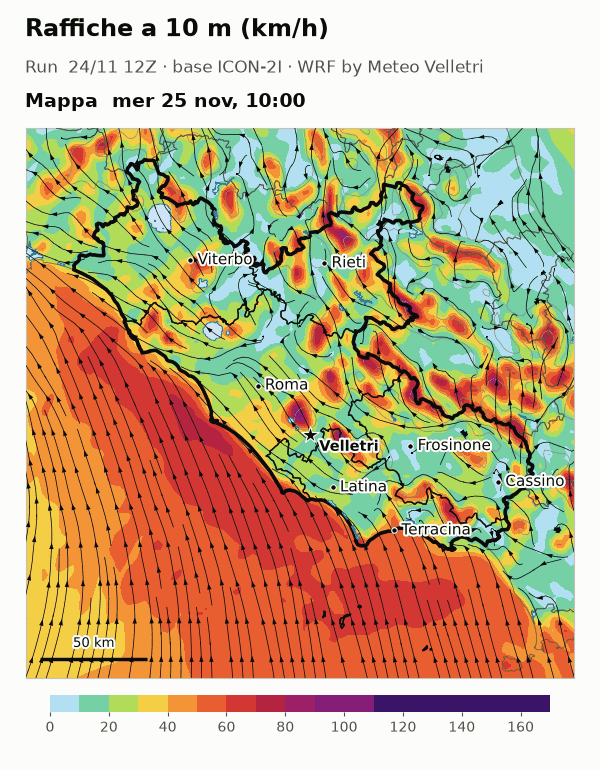 Raffiche a 10 m (km/h)
Run 24/11 12Z · base ICON-2I · WRF by Meteo Velletri
Mappa mer 25 nov, 10:00
Viterbo
Rieti
Roma
Velletri
Frosinone
Latina
Cassino
Terracina
50 km
0 20 40 60 80 100 120 140 160